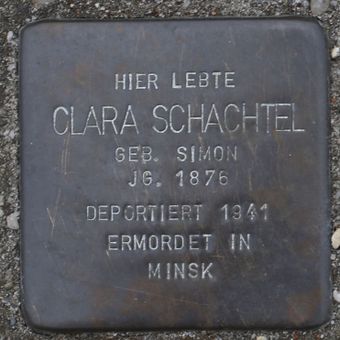 HIER LEBTE
CLARA SCHACHTEL
GEB. SIMON
JG. 1876
DEPORTIERT 1941
ERMORDET IN
MINSK